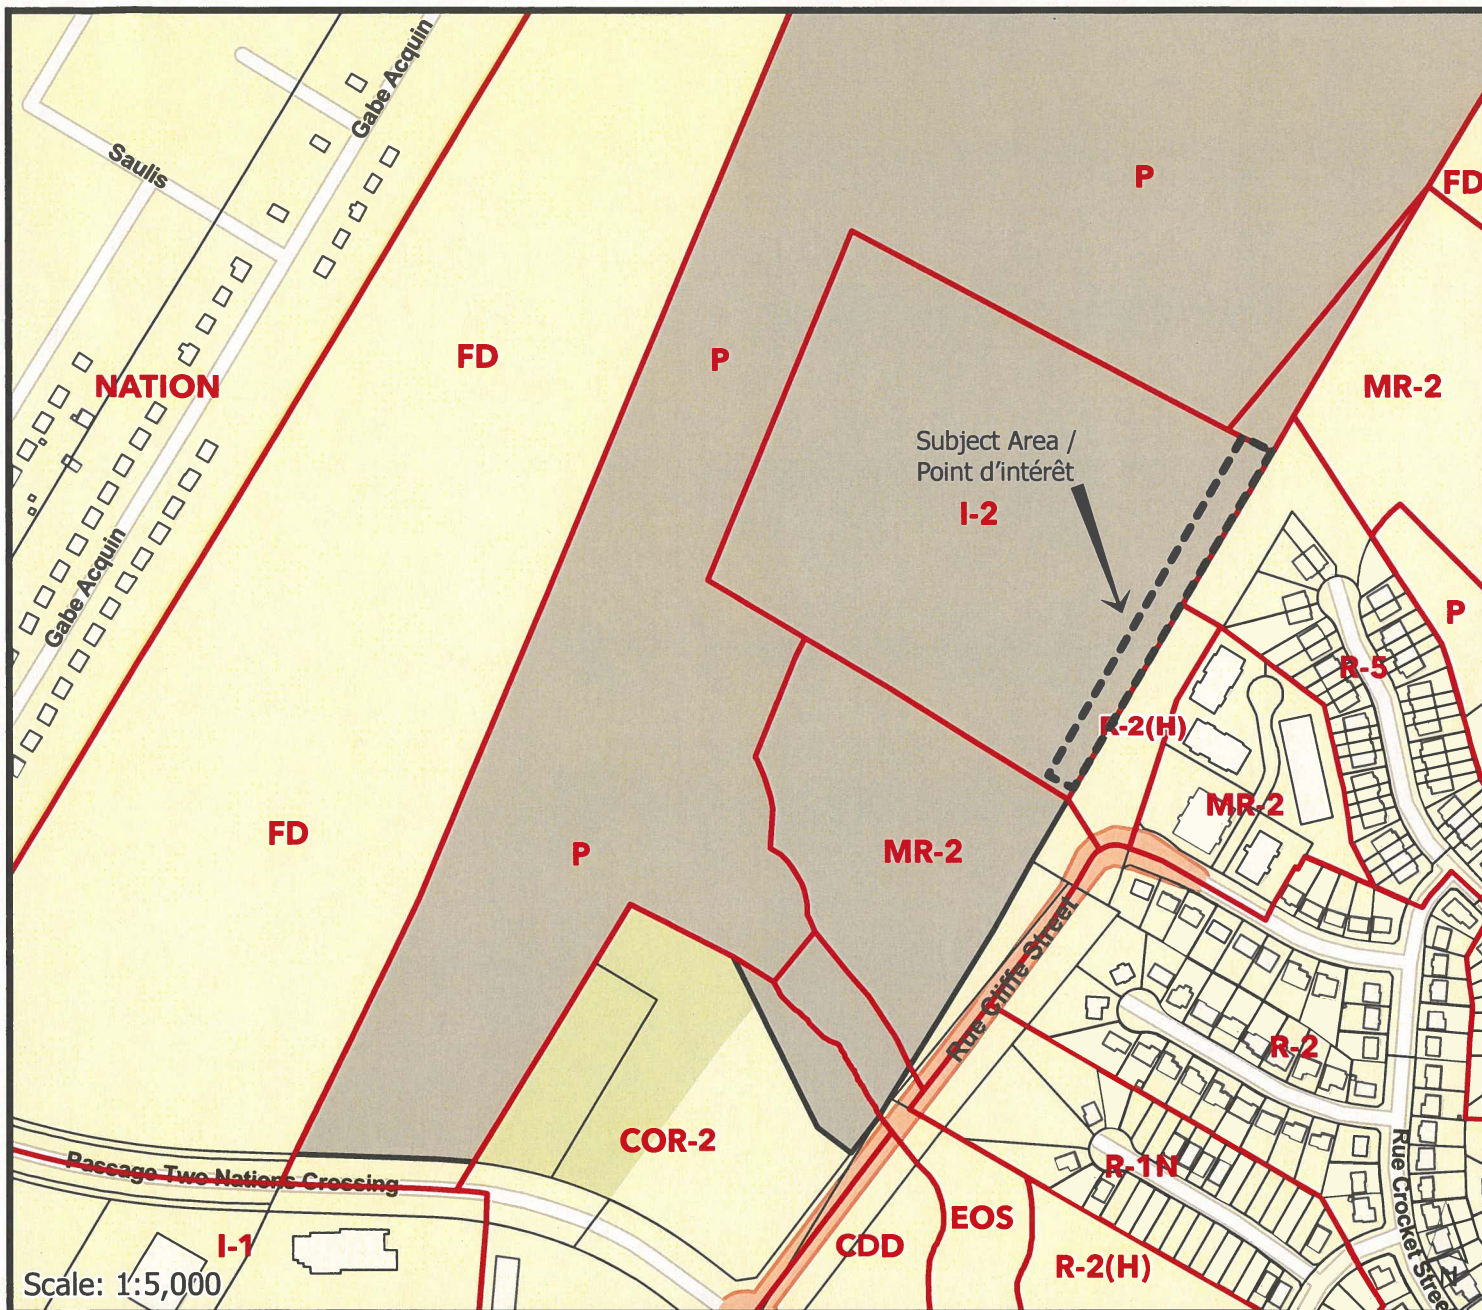 Gabe Acquin
Saulis
P
FD
FD
P
NATION
MR-2
Subject Area /
Point d'intérêt
I-2
Gabe Acquin
P
R-5
R-2(H)
MR-2
FD
P
MR-2
Rue Cliffe Street
R-2
COR-2
R-1N
Passage Two Nations Crossing
Rue Crocket Street
I-1
CDD
EOS
R-2(H)
Scale: 1:5,000